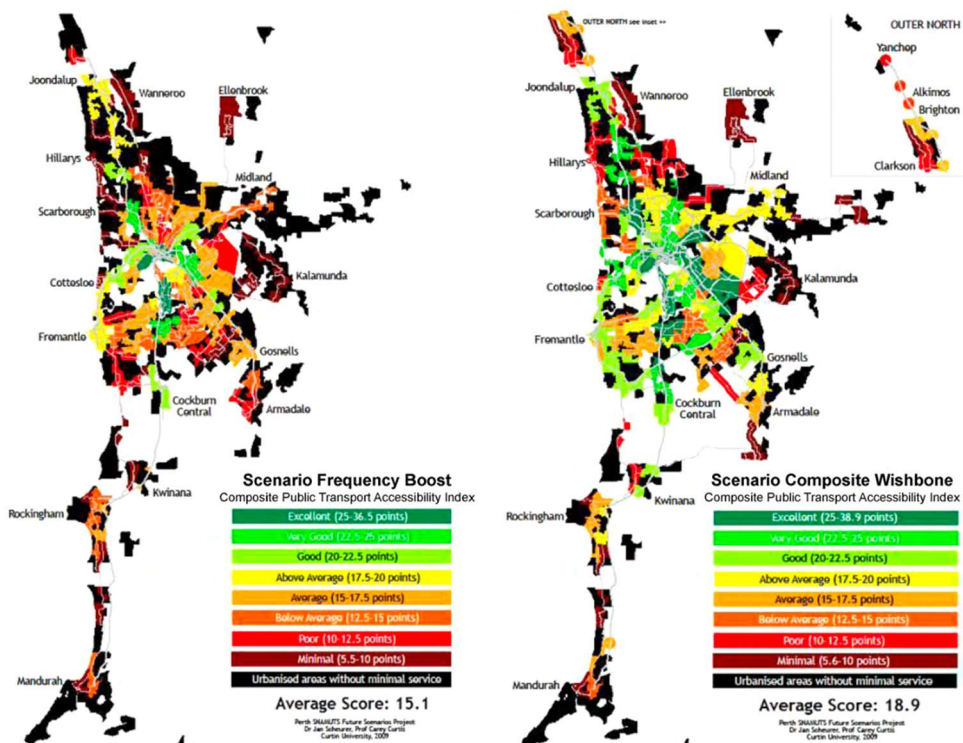 Joondalup
Wanneroo
Ellenbrook
Hillarys
Midland
Scarborough
Cottosloe
Kalamunda
Fremantle
Gosnells
Cockburn
Central
Armadale
Kwinana
Rockingham
Mandurah
Scenario Frequency Boost
Composite Public Transport Accessibility Index
Excellent (25-36.5 points)
Very Good (22.5-25 points)
Good (20-22.5 points)
Above Average (17.5-20 points)
Average (15-17.5 points)
Below Average (12.5-15 points)
Poor (10-12.5 points)
Minimal (5.5-10 points)
Urbanised areas without minimal service
Average Score: 15.1
Perth SNAMUTS Future Scenarios Project
Dr Jan Scheurer, Prof Carey Curtis
Curtin University, 2009
OUTER NORTH see inset >>
OUTER NORTH
Yanchep
Alkimos
Brighton
Clarkson
Joondalup
Wanneroo
Ellenbrook
Hillarys
Midland
Scarborough
Cottosloe
Kalamunda
Fremantle
Gosnells
Cockburn
Central
Armadale
Kwinana
Rockingham
Mandurah
Scenario Composite Wishbone
Composite Public Transport Accessibility Index
Excellent (25-38.9 points)
Very Good (22.5-25 points)
Good (20-22.5 points)
Above Average (17.5-20 points)
Average (15-17.5 points)
Below Average (12.5-15 points)
Poor (10-12.5 points)
Minimal (5.6-10 points)
Urbanised areas without minimal service
Average Score: 18.9
Perth SNAMUTS Future Scenarios Project
Dr Jan Scheurer, Prof Carey Curtis
Curtin University, 2009